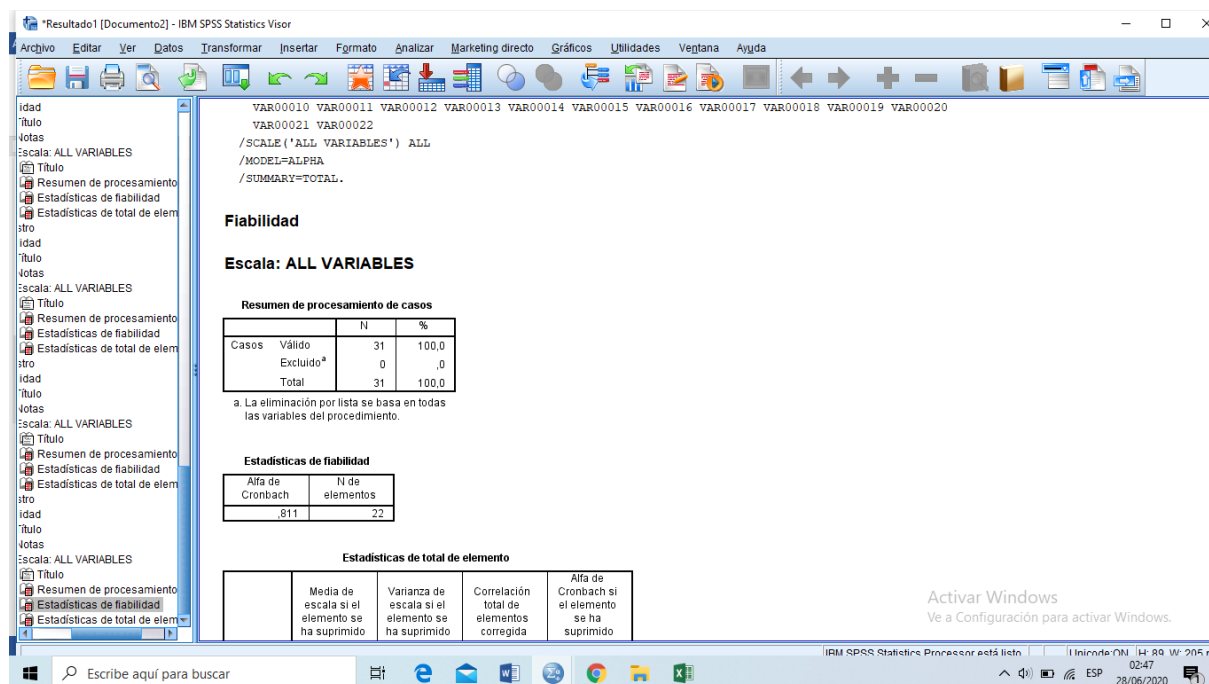 *Resultado1 [Documento2] - IBM SPSS Statistics Visor
Archivo Editar Ver Datos Transformar Insertar Formato Analizar Marketing directo Gráficos Utilidades Ventana Ayuda
idad
Título
Notas
Escala: ALL VARIABLES
Título
Resumen de procesamiento
Estadísticas de fiabilidad
Estadísticas de total de elem
stro
idad
Título
Notas
Escala: ALL VARIABLES
Título
Resumen de procesamiento
Estadísticas de fiabilidad
Estadísticas de total de elem
stro
idad
Título
Notas
Escala: ALL VARIABLES
Título
Resumen de procesamiento
Estadísticas de fiabilidad
Estadísticas de total de elem
stro
idad
Título
Notas
Escala: ALL VARIABLES
Título
Resumen de procesamiento
Estadísticas de fiabilidad
Estadísticas de total de elem
VAR00010 VAR00011 VAR00012 VAR00013 VAR00014 VAR00015 VAR00016 VAR00017 VAR00018 VAR00019 VAR00020
VAR00021 VAR00022
/SCALE('ALL VARIABLES') ALL
/MODEL=ALPHA
/SUMMARY=TOTAL.
Fiabilidad
Escala: ALL VARIABLES
Resumen de procesamiento de casos
N %
Casos Válido 31 100,0
Excluido a 0 ,0
Total 31 100,0
a. La eliminación por lista se basa en todas
las variables del procedimiento.
Estadísticas de fiabilidad
Alfa de N de
Cronbach elementos
,811 22
Estadísticas de total de elemento
Alfa de
Media de Varianza de Correlación Cronbach si
escala si el escala si el total de el elemento
elemento se elemento se elementos se ha
ha suprimido ha suprimido corregida suprimido
Activar Windows
Ve a Configuración para activar Windows.
IBM SPSS Statistics Processor está listo Unicode:ON H: 89, W: 205
Escribe aquí para buscar
ESP
02:47
28/06/2020